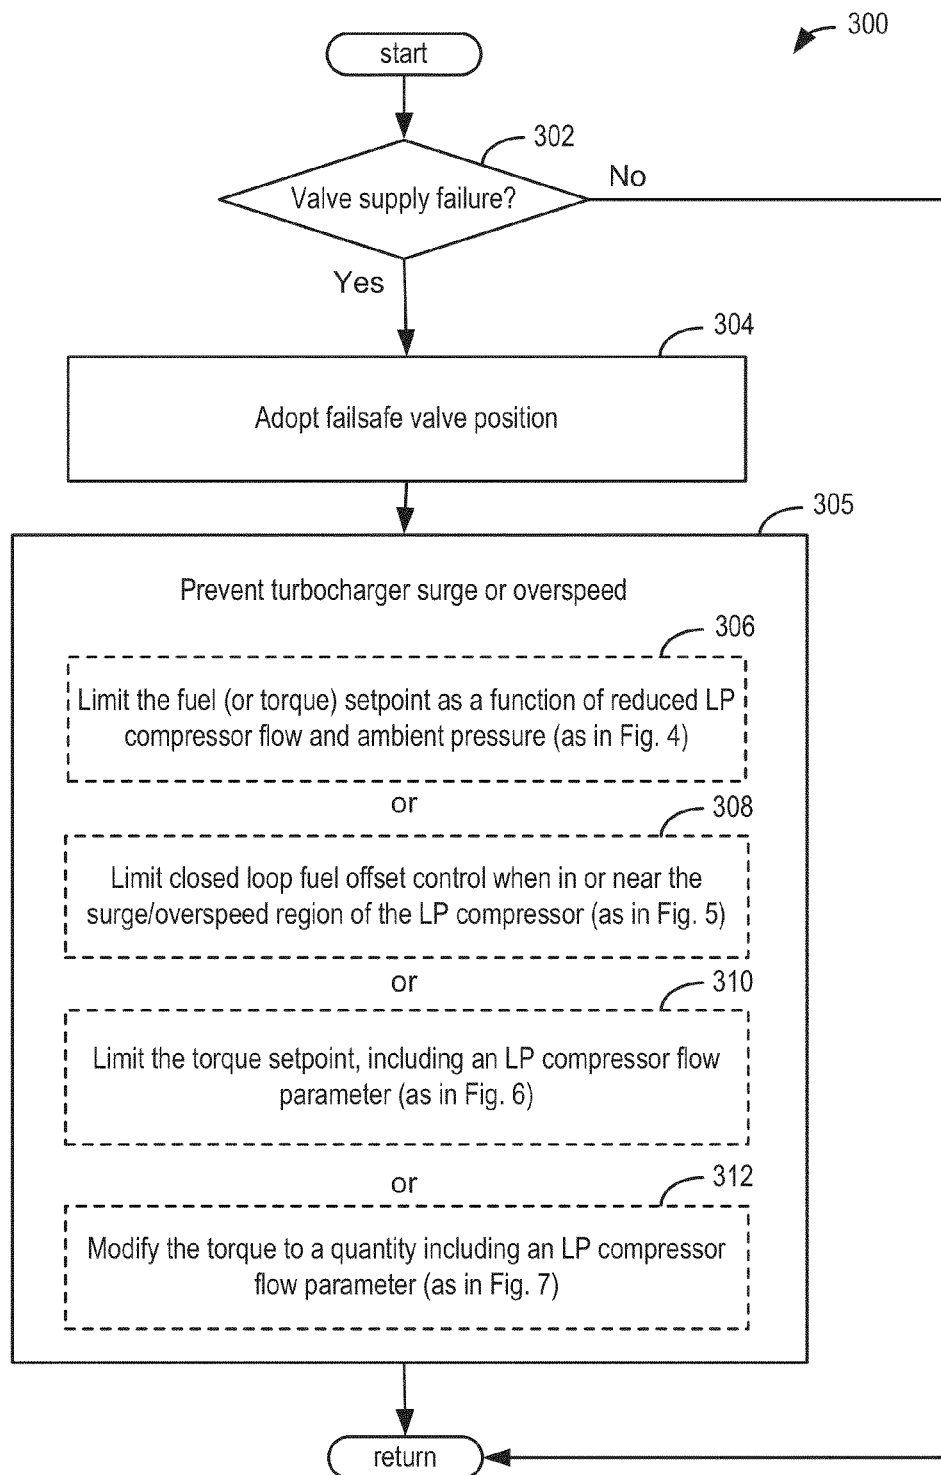 300
start
302
Valve supply failure?
No
Yes
304
Adopt failsafe valve position
305
Prevent turbocharger surge or overspeed
306
Limit the fuel (or torque) setpoint as a function of reduced LP
compressor flow and ambient pressure (as in Fig. 4)
or
308
Limit closed loop fuel offset control when in or near the
surge/overspeed region of the LP compressor (as in Fig. 5)
or
310
Limit the torque setpoint, including an LP compressor flow
parameter (as in Fig. 6)
or
312
Modify the torque to a quantity including an LP compressor
flow parameter (as in Fig. 7)
return